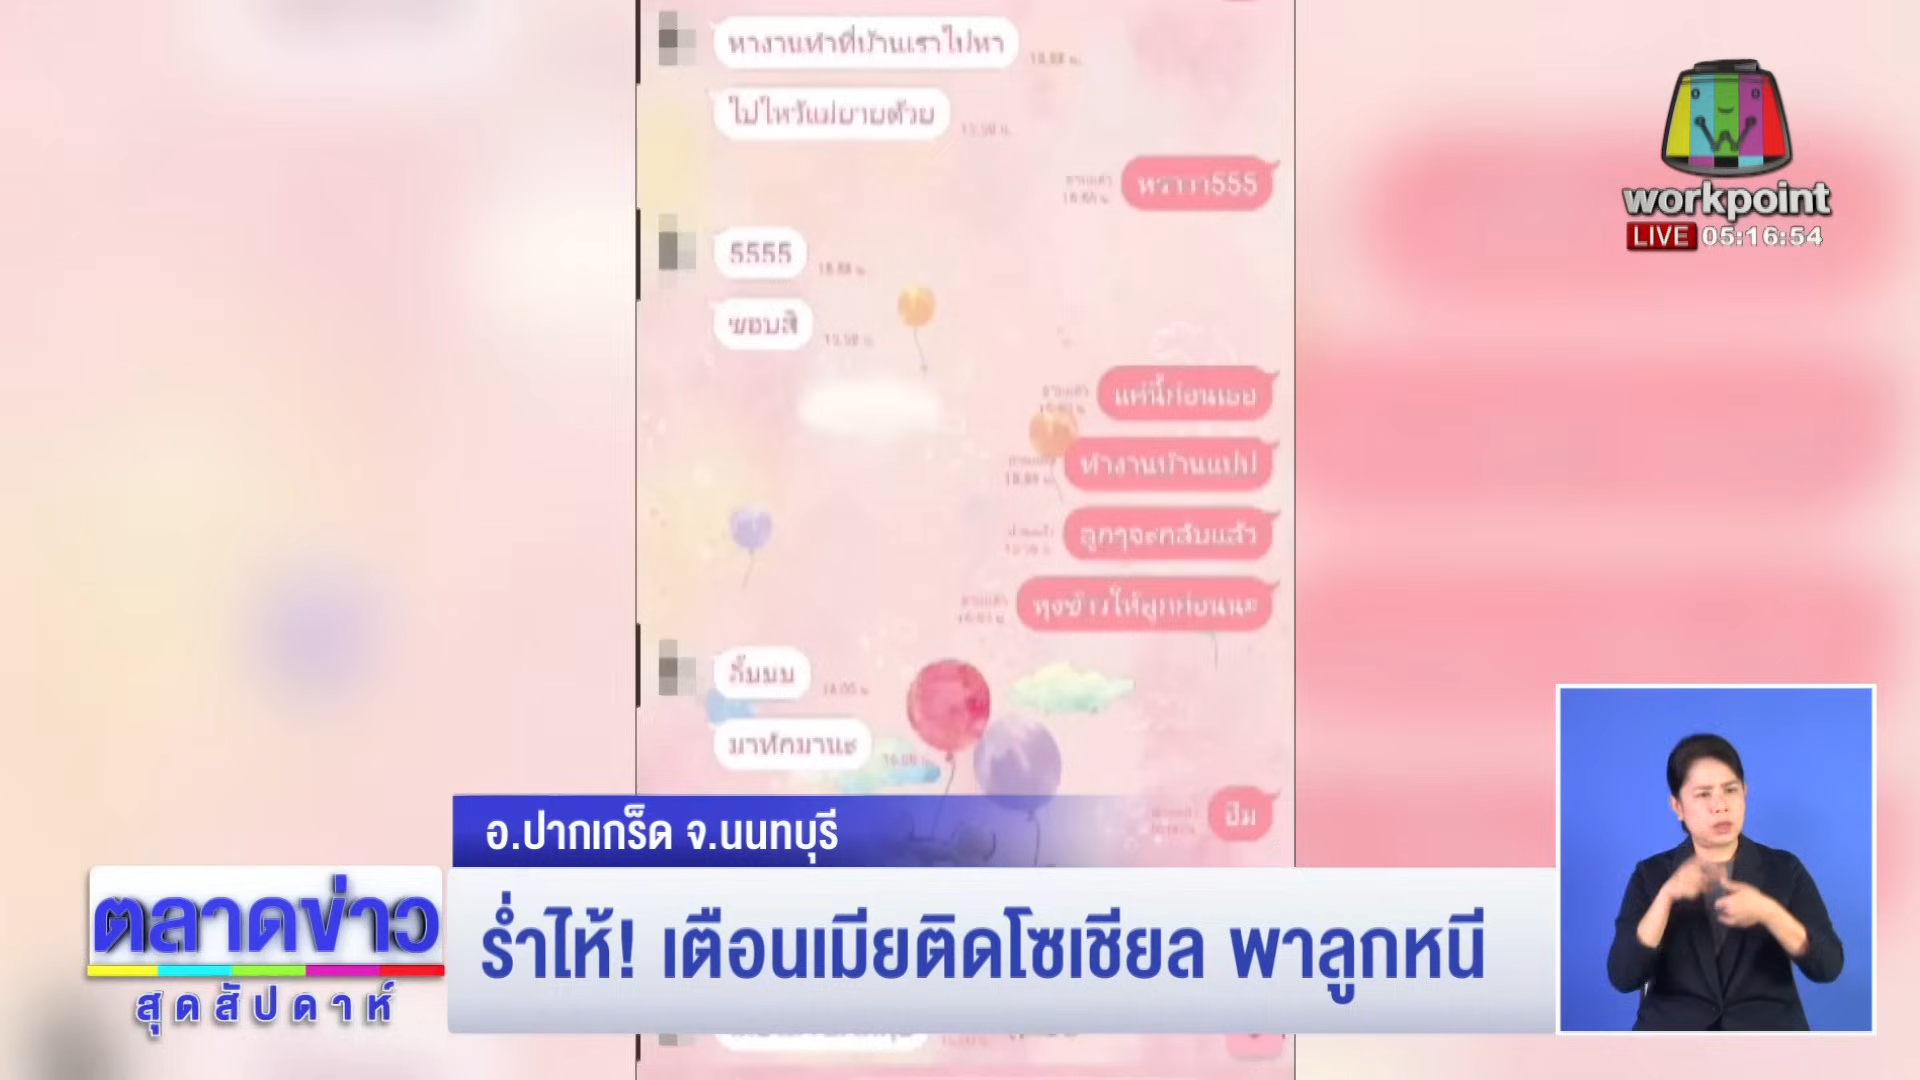 หางานทำที่บ้านเราไปหา
ไปไหว้แม่ยายด้วย
หราาา555
5555
ชอบสิ
แค่นี้ก่อนเธอ
ทำงานบ้านแปป
ลูกๆจะกลับแล้ว
หุงข้าวให้ลูกก่อนนะ
อื้มมม
มาทักมานะ
อืม
workpoint
LIVE 05:16:54
อ.ปากเกร็ด จ.นนทบุรี
ตลาดข่าว
สุดสัปดาห์
ร่ำไห้! เตือนเมียติดโซเชียล พาลูกหนี